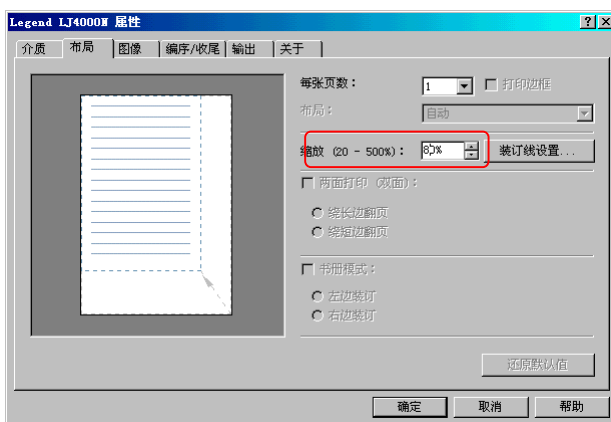 Legend LJ4000N 属性
介质 布局 图像 编序/收尾 输出 关于
每张页数： 1 打印边框
布局： 自动
缩放 (20 - 500%)： 80% 装订线设置...
两面打印 (双面)：
绕长边翻页
绕短边翻页
书册模式：
左边装订
右边装订
还原默认值
确定 取消 帮助